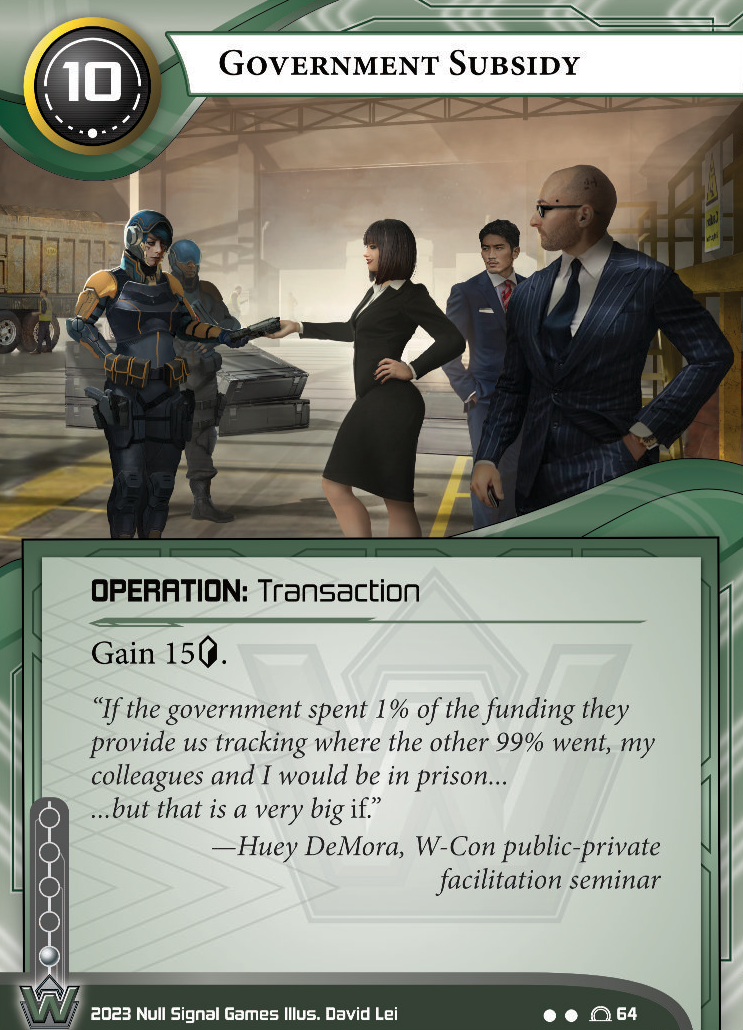 10
Government Subsidy
OPERATION: Transaction
Gain 15.
“If the government spent 1% of the funding they
provide us tracking where the other 99% went, my
colleagues and I would be in prison...
...but that is a very big if.”
—Huey DeMora, W-Con public-private
facilitation seminar
W
2023 Null Signal Games Illus. David Lei
64